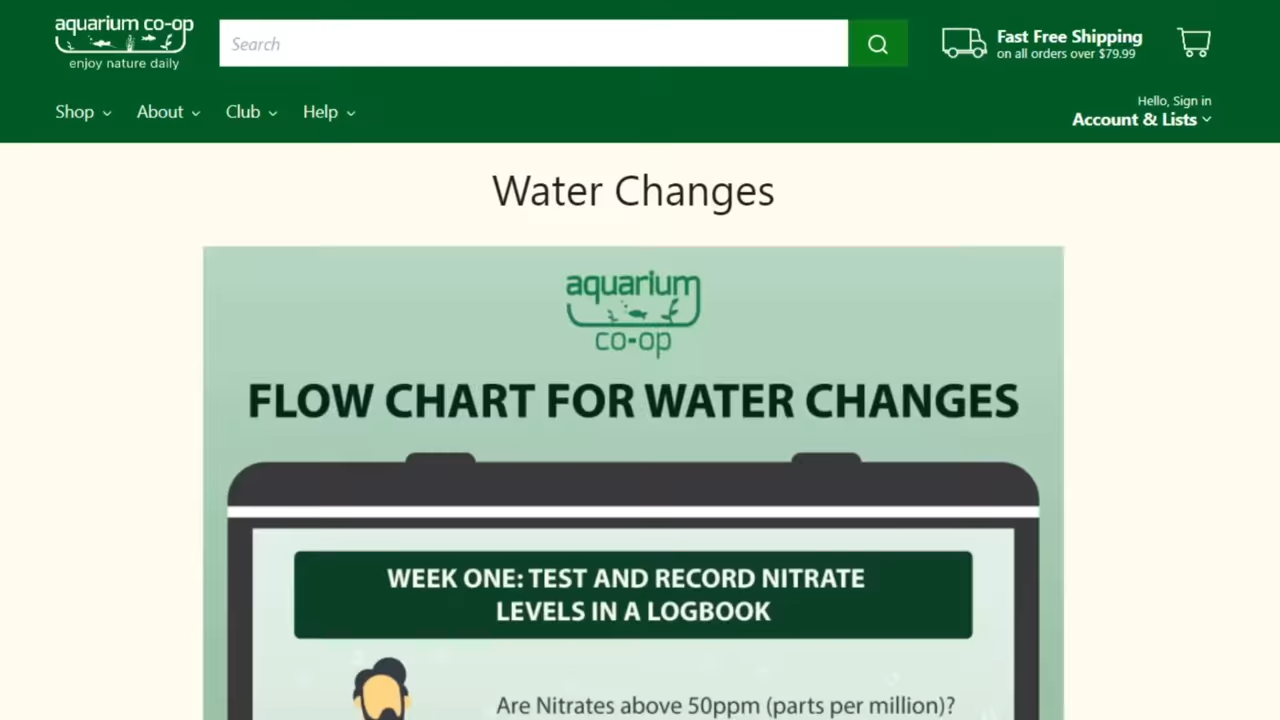 aquarium co-op
enjoy nature daily
Search
Fast Free Shipping
on all orders over $79.99
Shop
About
Club
Help
Hello, Sign in
Account & Lists
Water Changes
aquarium
co-op
FLOW CHART FOR WATER CHANGES
WEEK ONE: TEST AND RECORD NITRATE
LEVELS IN A LOGBOOK
Are Nitrates above 50ppm (parts per million)?